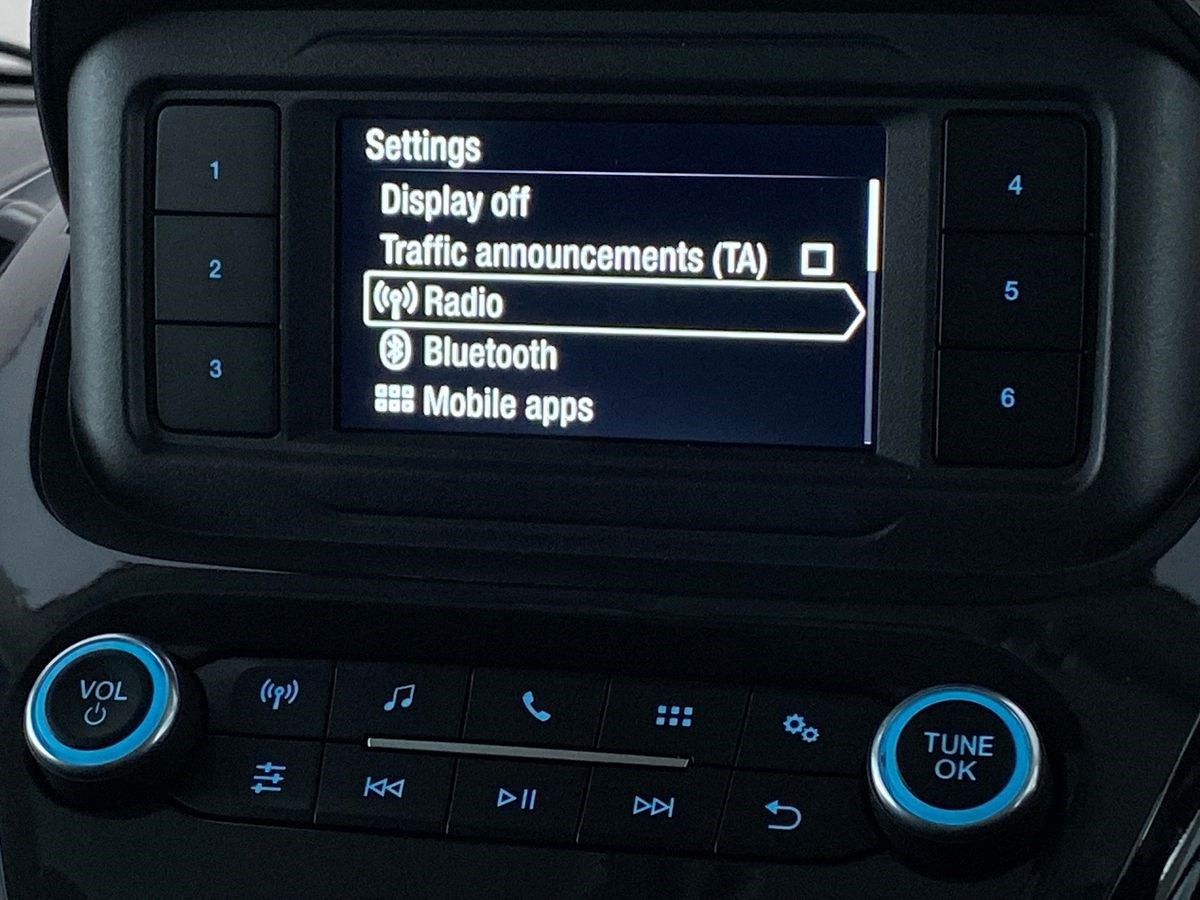 Settings
Display off
Traffic announcements (TA)
Radio
Bluetooth
Mobile apps
1
2
3
4
5
6
VOL
TUNE
OK